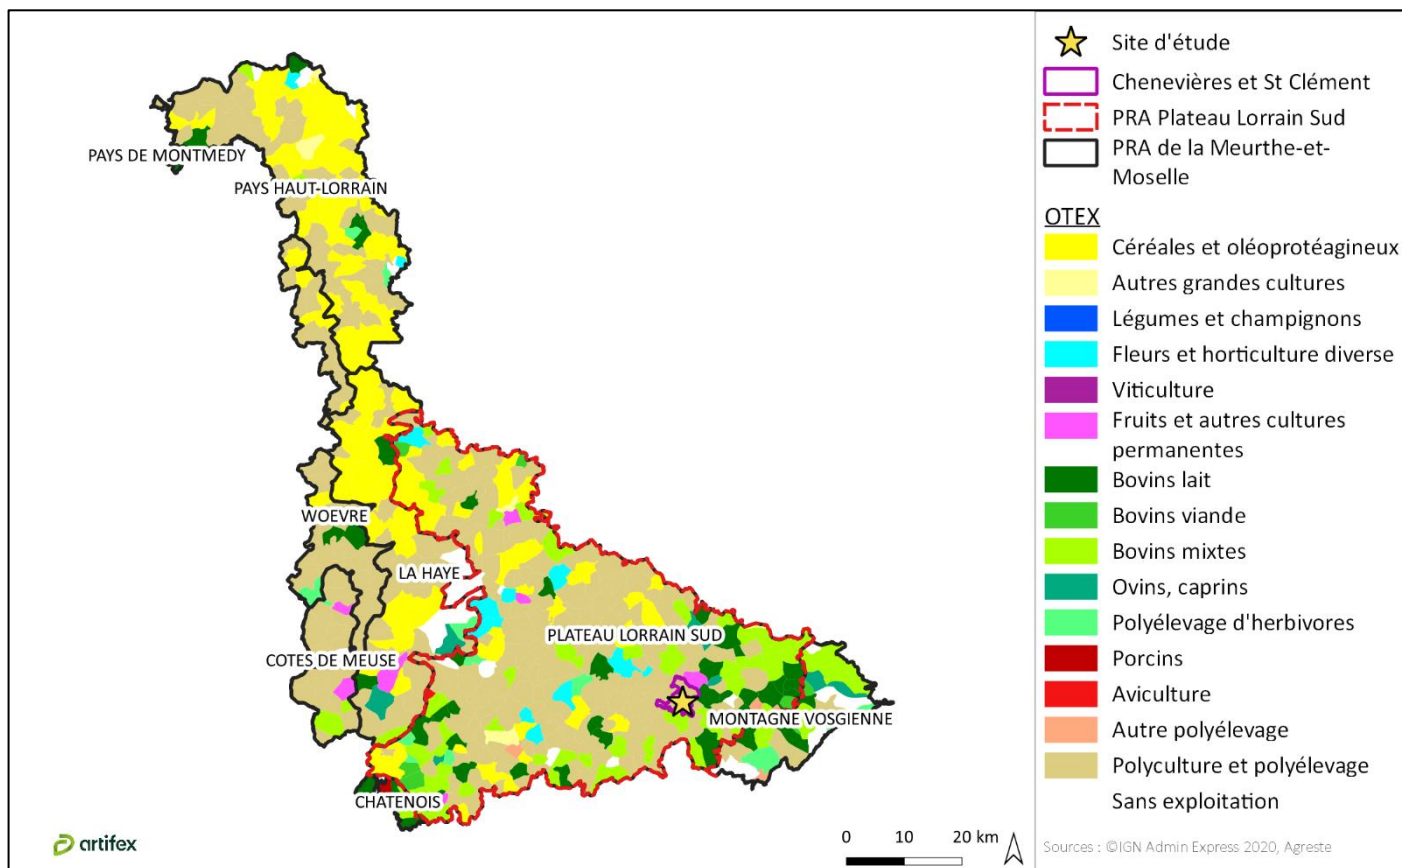 PAYS DE MONTMEDY
PAYS HAUT-LORRAIN
WOEVRE
LA HAYE
PLATEAU LORRAIN SUD
COTES DE MEUSE
MONTAGNE VOSGIENNE
CHATENOIS
artifex
0 10 20 km
Site d'étude
Chenevières et St Clément
PRA Plateau Lorrain Sud
PRA de la Meurthe-et-
Moselle
OTEX
Céréales et oléoprotéagineux
Autres grandes cultures
Légumes et champignons
Fleurs et horticulture diverse
Viticulture
Fruits et autres cultures
permanentes
Bovins lait
Bovins viande
Bovins mixtes
Ovins, caprins
Polyélevage d'herbivores
Porcins
Aviculture
Autre polyélevage
Polyculture et polyélevage
Sans exploitation
Sources : ©IGN Admin Express 2020, Agreste